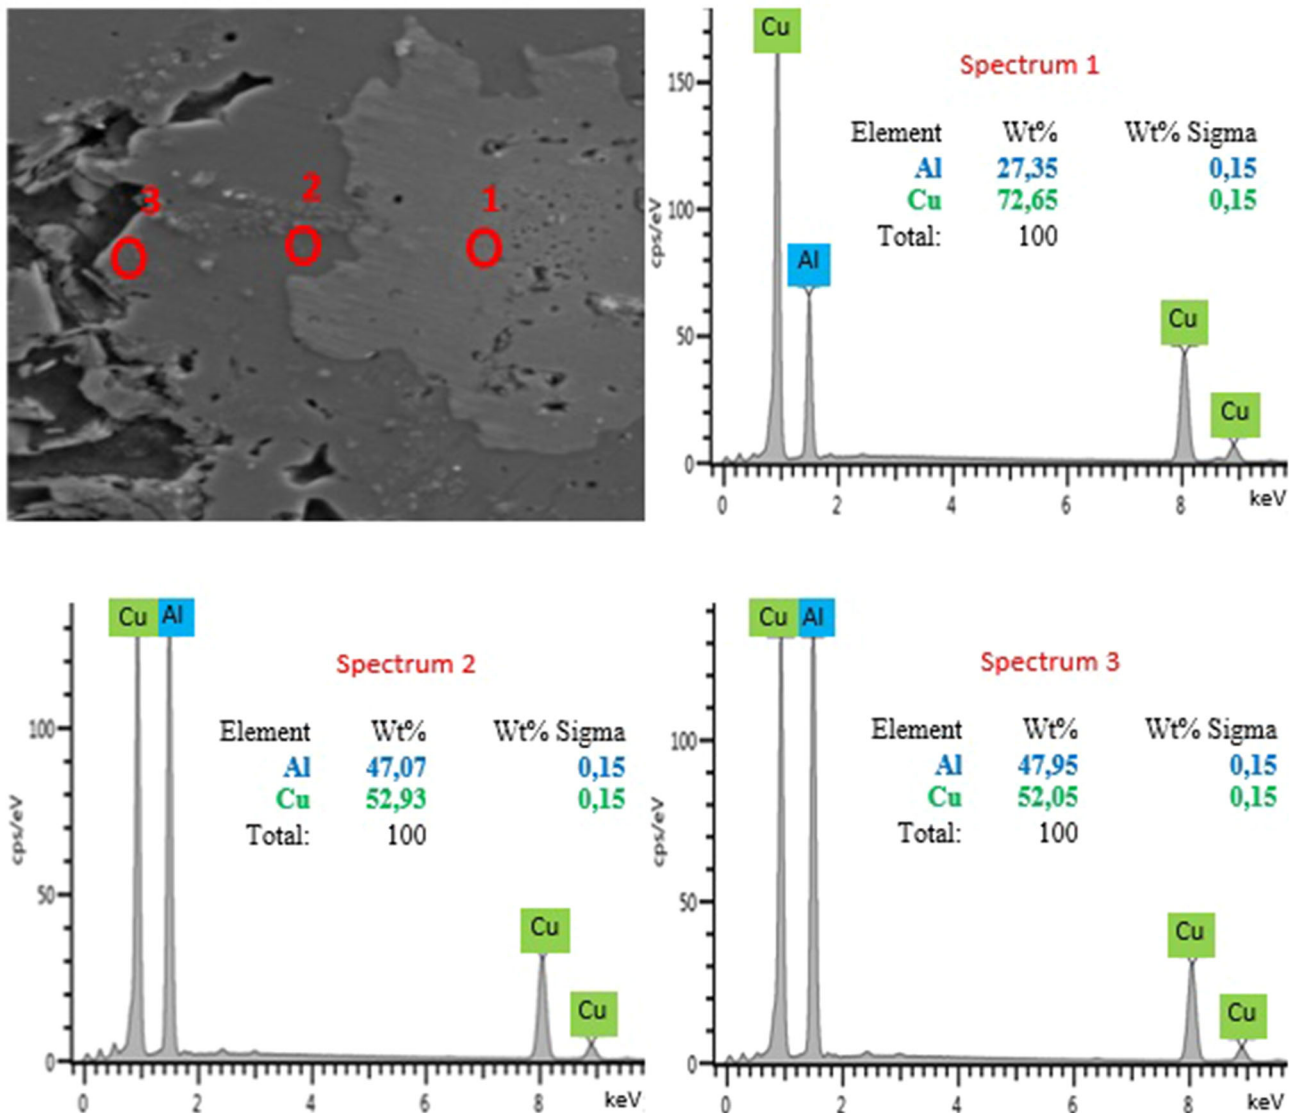 3
2
1
Cu
Spectrum 1
150
Element Wt% Wt% Sigma
Al 27,35 0,15
Cu 72,65 0,15
Total: 100
100
cps/eV
Al
50
Cu
Cu
0
0 2 4 6 8 keV
Cu Al
Spectrum 2
100
Element Wt% Wt% Sigma
Al 47,07 0,15
Cu 52,93 0,15
Total: 100
cps/eV
50
Cu
Cu
0
0 2 4 6 8 keV
Cu Al
Spectrum 3
100
Element Wt% Wt% Sigma
Al 47,95 0,15
Cu 52,05 0,15
Total: 100
cps/eV
50
Cu
Cu
0
0 2 4 6 8 keV